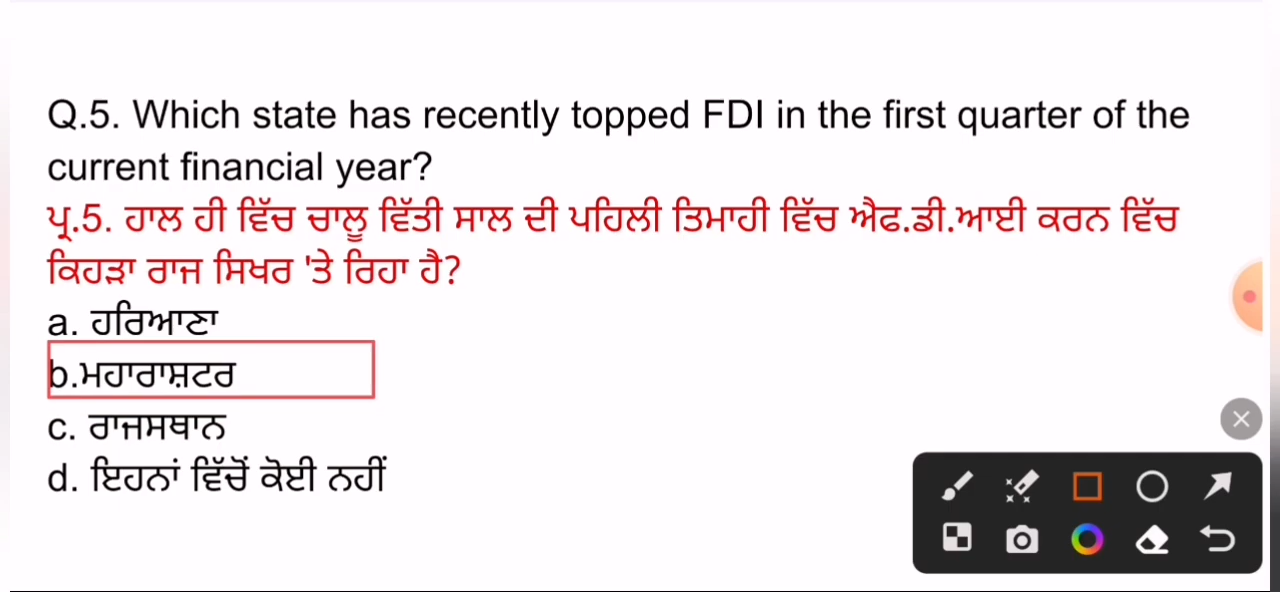 Q.5. Which state has recently topped FDI in the first quarter of the
current financial year?
ਪ੍ਰ.5. ਹਾਲ ਹੀ ਵਿੱਚ ਚਾਲੂ ਵਿੱਤੀ ਸਾਲ ਦੀ ਪਹਿਲੀ ਤਿਮਾਹੀ ਵਿੱਚ ਐਫ.ਡੀ.ਆਈ ਕਰਨ ਵਿੱਚ
ਕਿਹੜਾ ਰਾਜ ਸਿਖਰ 'ਤੇ ਰਿਹਾ ਹੈ?
a. ਹਰਿਆਣਾ
b.ਮਹਾਰਾਸ਼ਟਰ
c. ਰਾਜਸਥਾਨ
d. ਇਹਨਾਂ ਵਿੱਚੋਂ ਕੋਈ ਨਹੀਂ